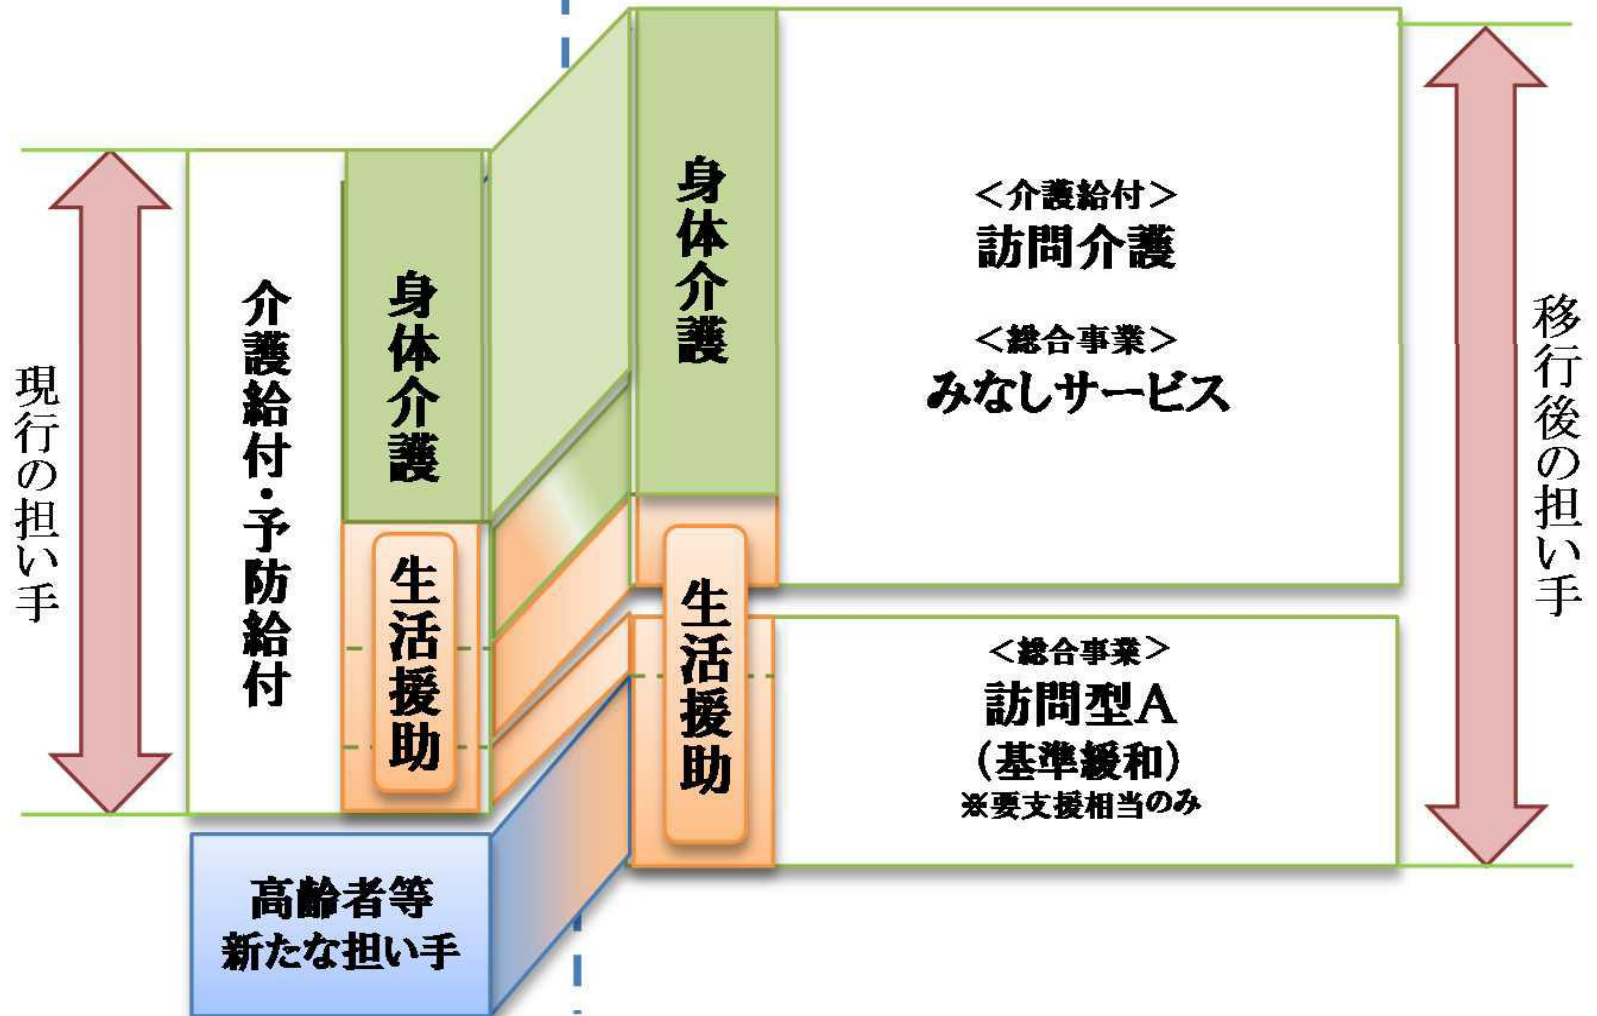 現行の担い手
介護給付・予防給付
身体介護
生活援助
高齢者等
新たな担い手
身体介護
生活援助
＜介護給付＞
訪問介護
＜総合事業＞
みなしサービス
＜総合事業＞
訪問型A
（基準緩和）
※要支援相当のみ
移行後の担い手